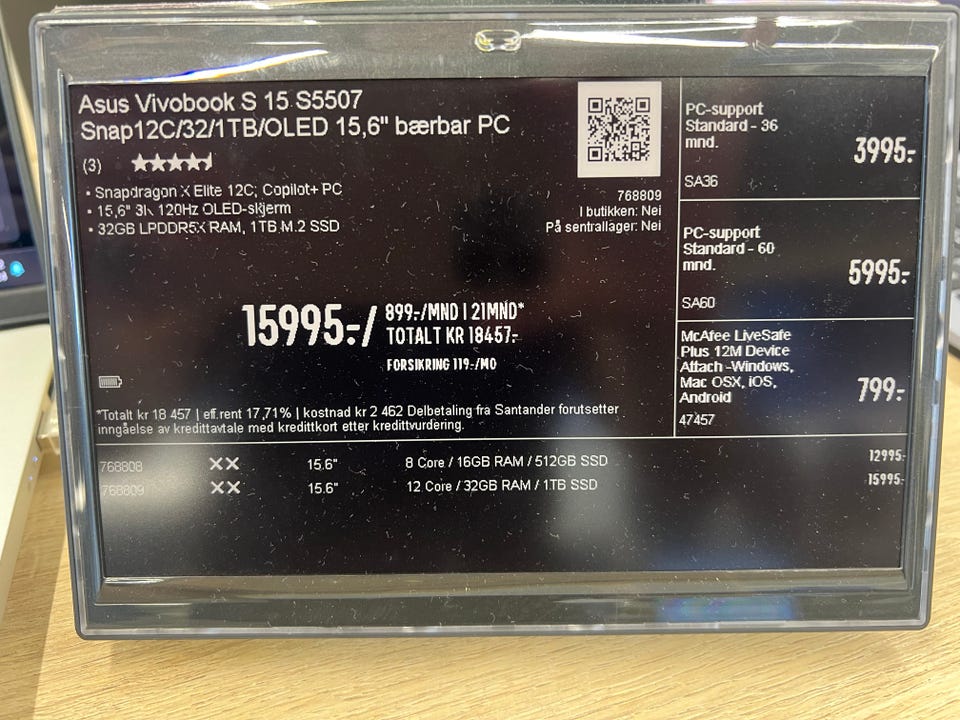 Asus Vivobook S 15 S5507
Snap12C/32/1TB/OLED 15,6" bærbar PC
(3)
• Snapdragon X Elite 12C; Copilot+ PC
• 15,6" 3K 120Hz OLED-skjerm
• 32GB LPDDR5X RAM, 1TB M.2 SSD
768809
I butikken: Nei
På sentrallager: Nei
15995.-/
899.-/MND I 21MND*
TOTALT KR 18457.-
FORSIKRING 119.-/MO
*Totalt kr 18 457 | eff.rent 17,71% | kostnad kr 2 462 Delbetaling fra Santander forutsetter
inngåelse av kredittavtale med kredittkort etter kredittvurdering.
PC-support
Standard - 36
mnd.
3995.-
SA36
PC-support
Standard - 60
mnd.
5995.-
SA60
McAfee LiveSafe
Plus 12M Device
Attach -Windows,
Mac OSX, iOS,
Android
799.-
47457
768808 XX 15.6" 8 Core / 16GB RAM / 512GB SSD 12995.-
768809 XX 15.6" 12 Core / 32GB RAM / 1TB SSD 15995.-